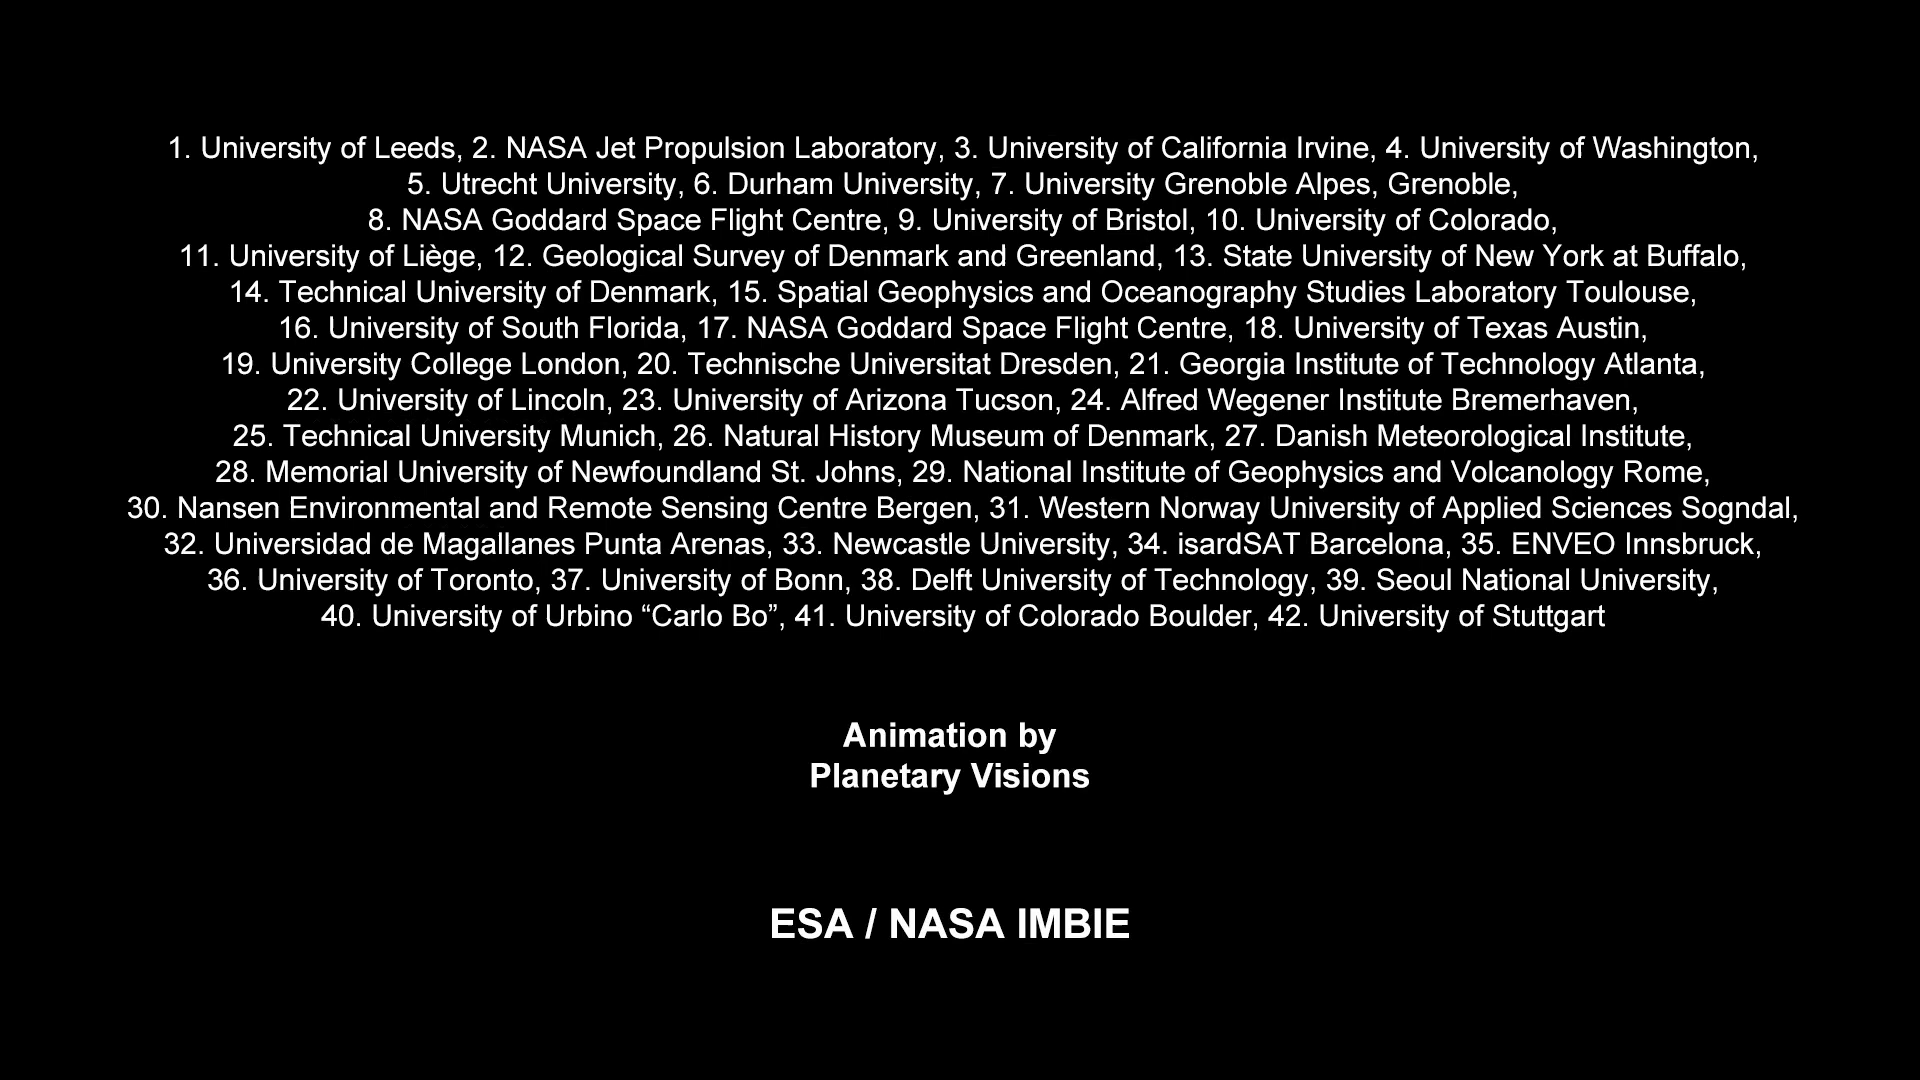 1. University of Leeds, 2. NASA Jet Propulsion Laboratory, 3. University of California Irvine, 4. University of Washington,
5. Utrecht University, 6. Durham University, 7. University Grenoble Alpes, Grenoble,
8. NASA Goddard Space Flight Centre, 9. University of Bristol, 10. University of Colorado,
11. University of Liège, 12. Geological Survey of Denmark and Greenland, 13. State University of New York at Buffalo,
14. Technical University of Denmark, 15. Spatial Geophysics and Oceanography Studies Laboratory Toulouse,
16. University of South Florida, 17. NASA Goddard Space Flight Centre, 18. University of Texas Austin,
19. University College London, 20. Technische Universitat Dresden, 21. Georgia Institute of Technology Atlanta,
22. University of Lincoln, 23. University of Arizona Tucson, 24. Alfred Wegener Institute Bremerhaven,
25. Technical University Munich, 26. Natural History Museum of Denmark, 27. Danish Meteorological Institute,
28. Memorial University of Newfoundland St. Johns, 29. National Institute of Geophysics and Volcanology Rome,
30. Nansen Environmental and Remote Sensing Centre Bergen, 31. Western Norway University of Applied Sciences Sogndal,
32. Universidad de Magallanes Punta Arenas, 33. Newcastle University, 34. isardSAT Barcelona, 35. ENVEO Innsbruck,
36. University of Toronto, 37. University of Bonn, 38. Delft University of Technology, 39. Seoul National University,
40. University of Urbino “Carlo Bo”, 41. University of Colorado Boulder, 42. University of Stuttgart
Animation by
Planetary Visions
ESA / NASA IMBIE